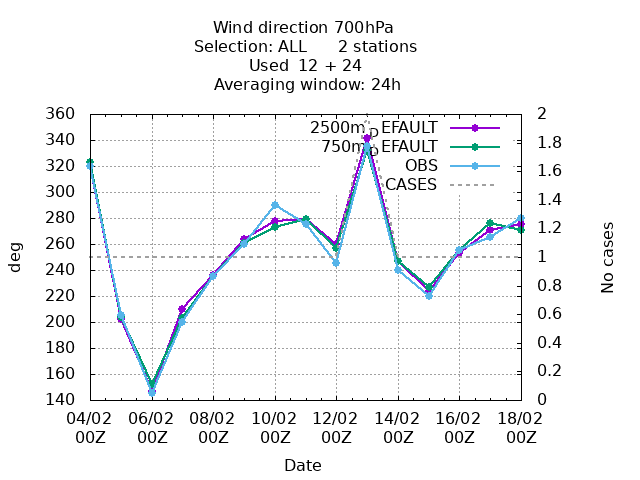 Wind direction 700hPa
Selection: ALL      2 stations
Used  12 + 24
Averaging window: 24h
360
340
320
300
280
260
240
220
200
180
160
140
deg
2
1.8
1.6
1.4
1.2
1
0.8
0.6
0.4
0.2
0
No cases
2500m_DEFAULT
750m_DEFAULT
OBS
CASES
04/02 06/02 08/02 10/02 12/02 14/02 16/02 18/02
00Z 00Z 00Z 00Z 00Z 00Z 00Z 00Z
Date